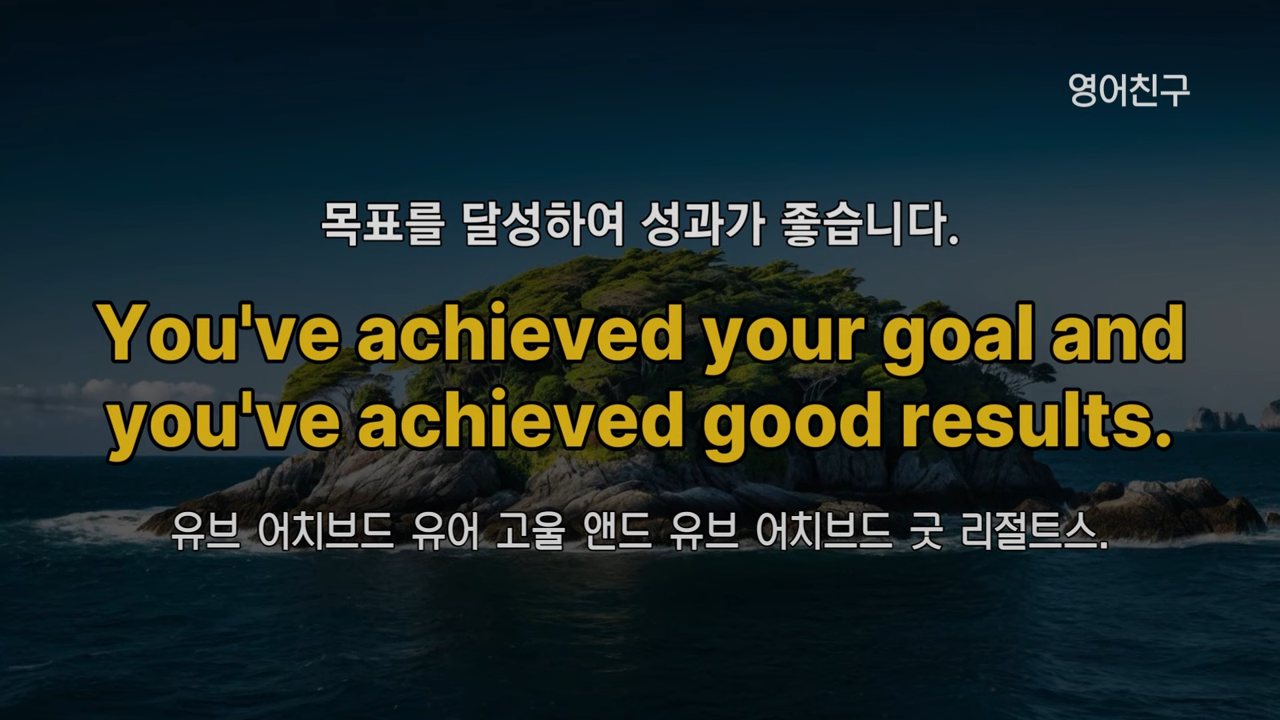 영어친구
목표를 달성하여 성과가 좋습니다.
You've achieved your goal and
you've achieved good results.
유브 어치브드 유어 고울 앤드 유브 어치브드 굿 리절트스.